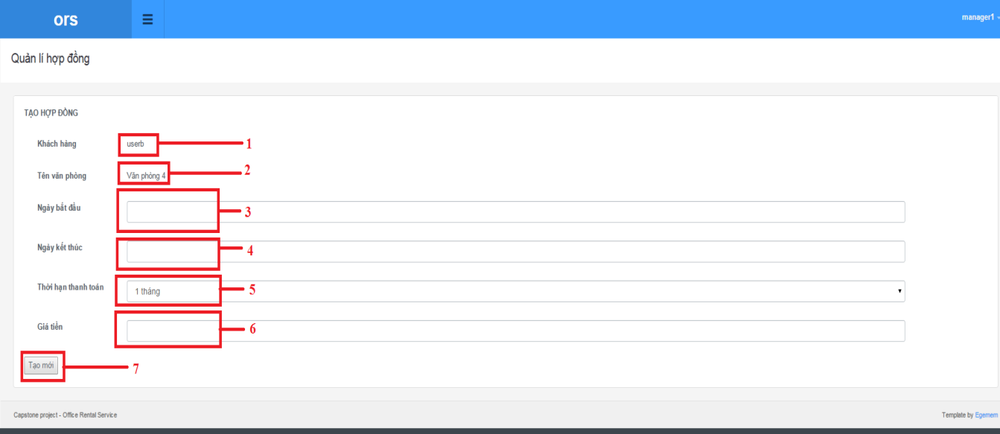 ors
manager1
Quản lí hợp đồng
TẠO HỢP ĐỒNG
Khách hàng userb 1
Tên văn phòng Văn phòng 4 2
Ngày bắt đầu 3
Ngày kết thúc 4
Thời hạn thanh toán 1 tháng 5
Giá tiền 6
Tạo mới 7
Capstone project - Office Rental Service Template by Egemem